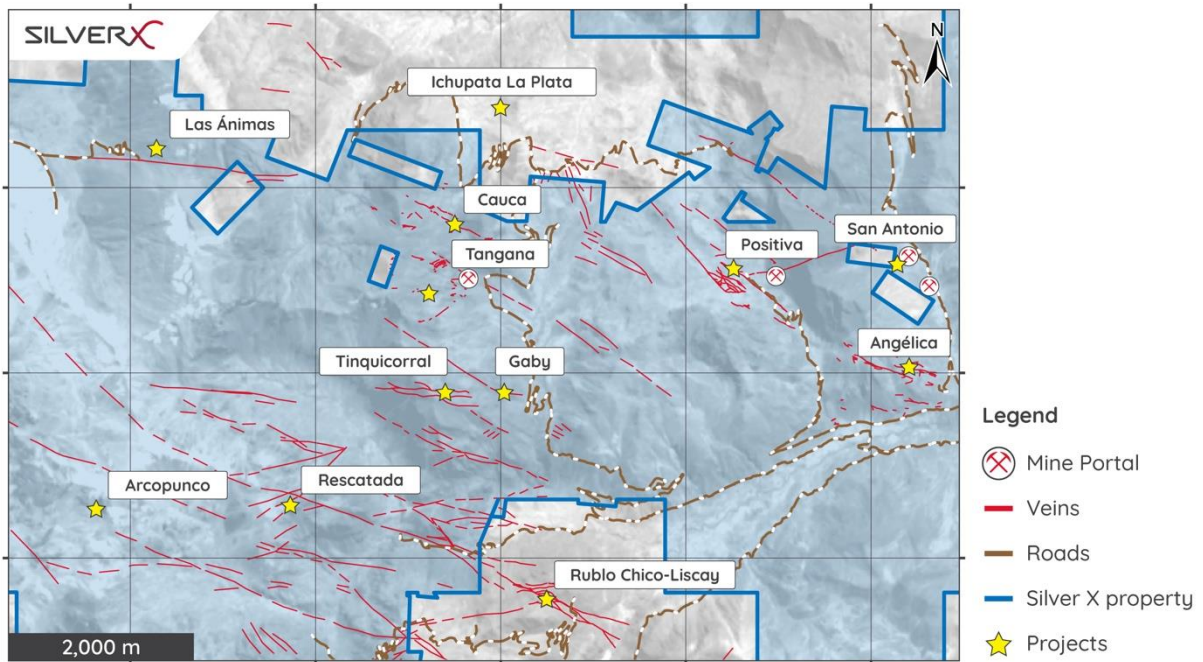 SILVERX
N
Ichupata La Plata
Las Ánimas
Cauca
San Antonio
Positiva
Tangana
Angélica
Tinquicorral
Gaby
Rescatada
Arcopunco
Rublo Chico-Liscay
2,000 m
Legend
Mine Portal
Veins
Roads
Silver X property
Projects